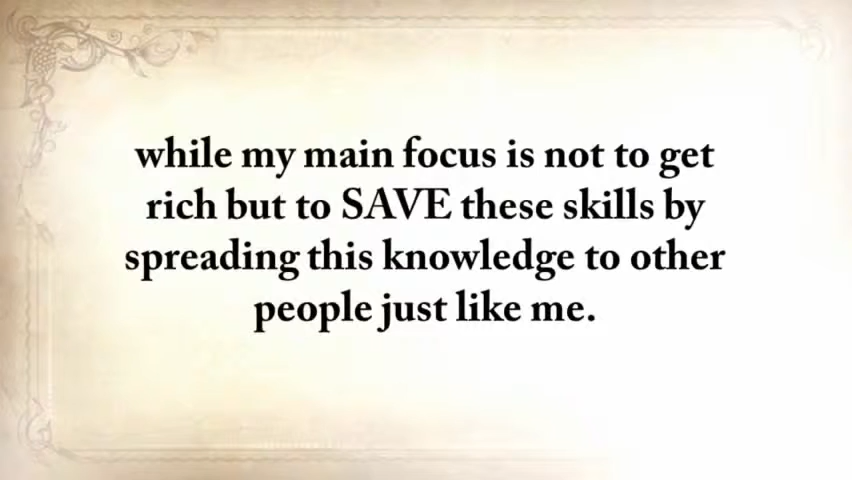 while my main focus is not to get
rich but to SAVE these skills by
spreading this knowledge to other
people just like me.